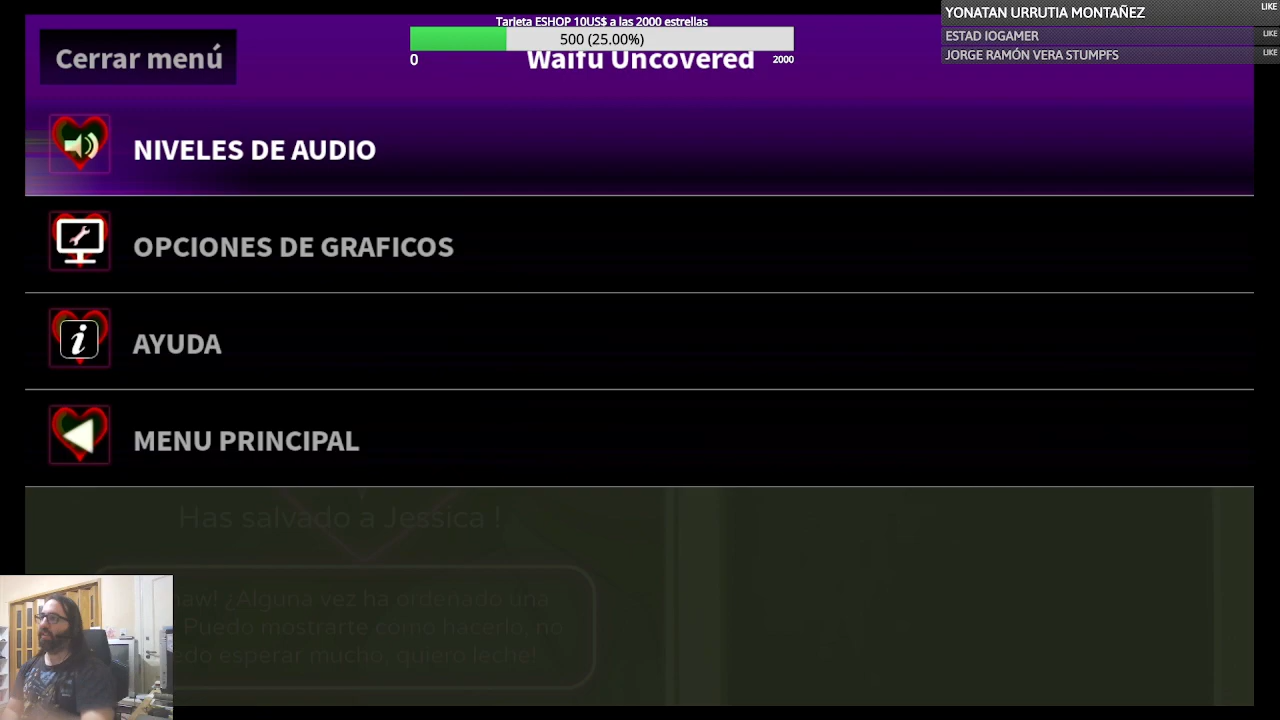 Tarjeta ESHOP 10US$ a las 2000 estrellas
500 (25.00%)
0
2000
YONATAN URRUTIA MONTAÑEZ
LIKE
ESTAD IOGAMER
LIKE
JORGE RAMÓN VERA STUMPFS
LIKE
Cerrar menú
Waifu Uncovered
NIVELES DE AUDIO
OPCIONES DE GRAFICOS
AYUDA
MENU PRINCIPAL
Has salvado a Jessica !
¿Alguna vez ha ordenado una
Puedo mostrarte como hacerlo, no
esperar mucho, quiero leche!